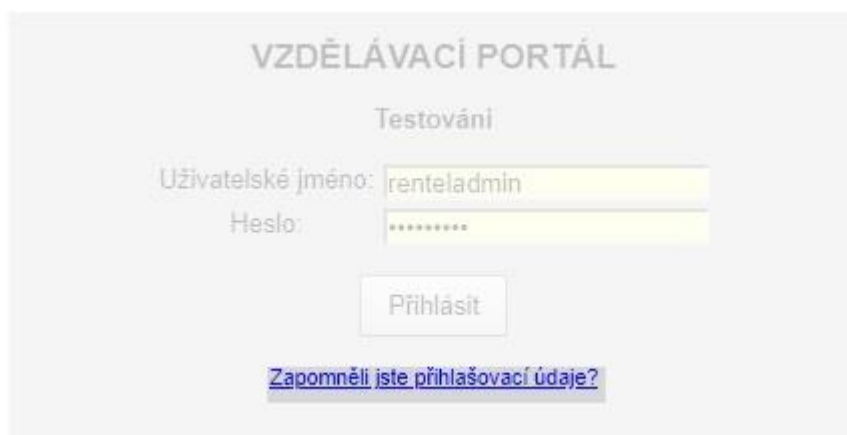 VZDĚLÁVACÍ PORTÁL
Testování
Uživatelské jméno: renteladmin
Heslo: •••••••••
Přihlásit
Zapomněli jste přihlašovací údaje?